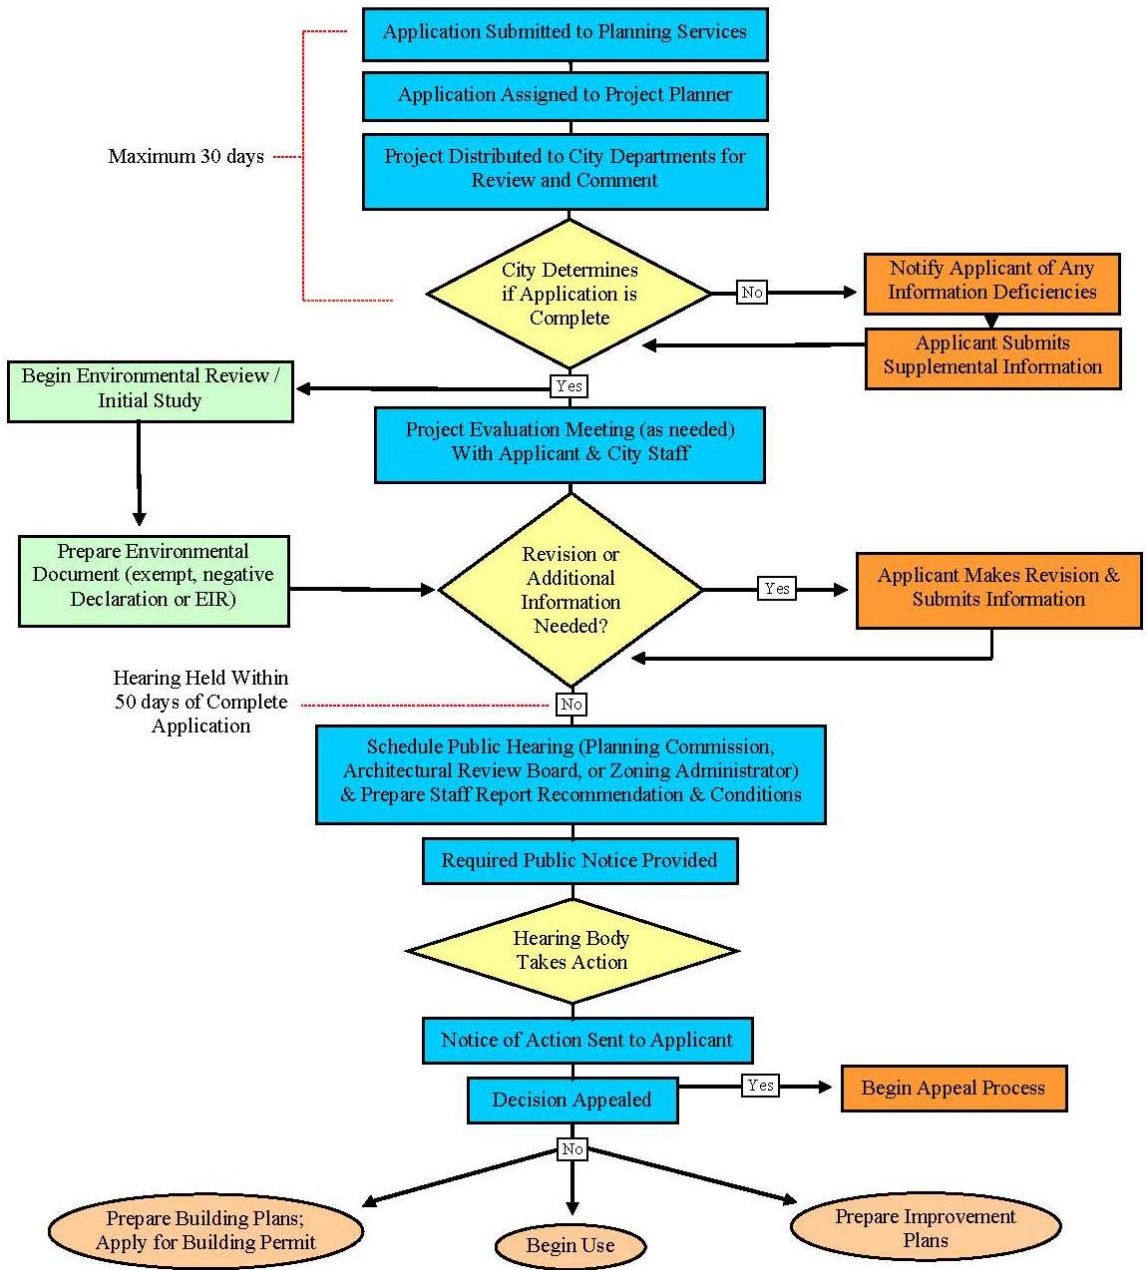 Application Submitted to Planning Services
Application Assigned to Project Planner
Maximum 30 days
Project Distributed to City Departments for
Review and Comment
City Determines
if Application is
Complete
No
Notify Applicant of Any
Information Deficiencies
Applicant Submits
Supplemental Information
Yes
Begin Environmental Review /
Initial Study
Project Evaluation Meeting (as needed)
With Applicant & City Staff
Prepare Environmental
Document (exempt, negative
Declaration or EIR)
Revision or
Additional
Information
Needed?
Yes
Applicant Makes Revision &
Submits Information
Hearing Held Within
50 days of Complete
Application
No
Schedule Public Hearing (Planning Commission,
Architectural Review Board, or Zoning Administrator)
& Prepare Staff Report Recommendation & Conditions
Required Public Notice Provided
Hearing Body
Takes Action
Notice of Action Sent to Applicant
Decision Appealed
Yes
Begin Appeal Process
No
Prepare Building Plans;
Apply for Building Permit
Begin Use
Prepare Improvement
Plans